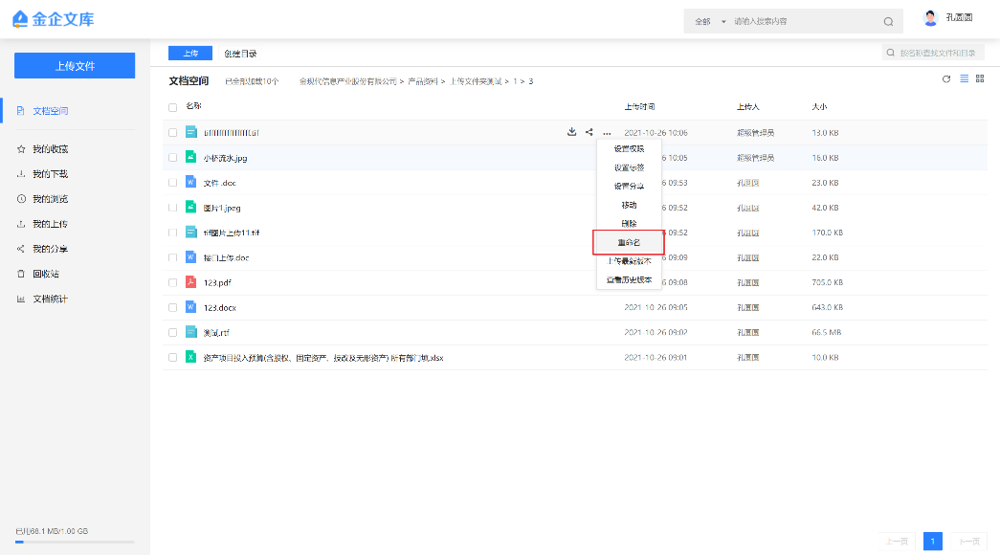 金企文库
全部 请输入搜索内容
孔圆圆
上传文件
文档空间
我的收藏
我的下载
我的浏览
我的上传
我的分享
回收站
文档统计
已用68.1 MB/1.00 GB
上传 创建目录
按名称查找文件和目录
文档空间 已全部加载10个 金现代信息产业股份有限公司 > 产品资料 > 上传文件夹测试 > 1 > 3
名称 上传时间 上传人 大小
2021-10-26 10:06 超级管理员 13.0 KB
小桥流水.jpg 6 10:05 超级管理员 16.0 KB
文件 .doc 6 09:53 孔圆圆 23.0 KB
图片1.jpeg 6 09:52 孔圆圆 42.0 KB
tif图片上传11.tif 6 09:52 孔圆圆 170.0 KB
接口上传.doc 6 09:09 孔圆圆 22.0 KB
123.pdf 6 09:08 孔圆圆 705.0 KB
123.docx 2021-10-26 09:05 孔圆圆 643.0 KB
测试.rtf 2021-10-26 09:02 孔圆圆 66.5 MB
资产项目投入预算(含股权、固定资产、技改及无形资产) 所有部门填.xlsx 2021-10-26 09:01 孔圆圆 10.0 KB
设置权限
设置标签
设置分享
移动
删除
重命名
上传最新版本
查看历史版本
上一页 1 下一页